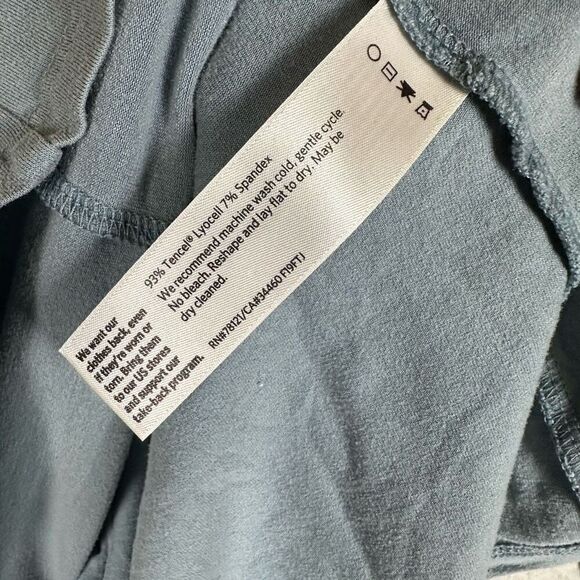 93% Tencel® Lyocell 7% Spandex
We recommend machine wash cold, gentle cycle.
No bleach. Reshape and lay flat to dry. May be
dry cleaned.
RN#78121/CA#34460 F19FTJ
We want our
clothes back, even
if they're worn or
torn. Bring them
to our US stores
and support our
take-back program.